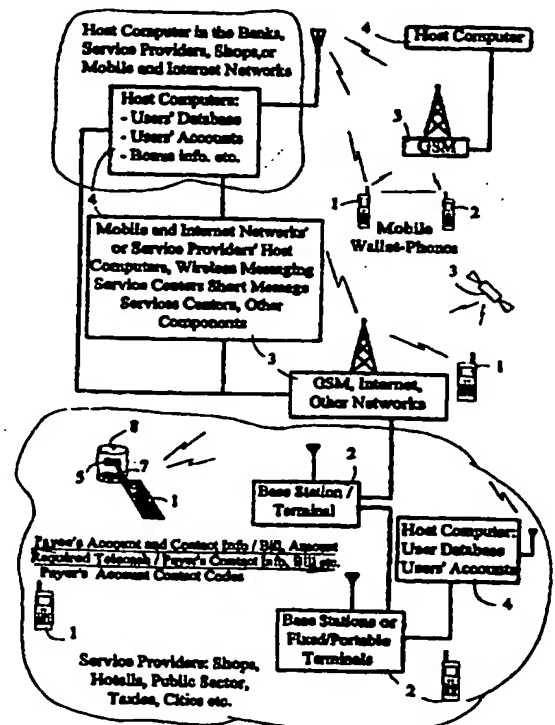 Host Computer in the Banks,
Service Providers, Shops,or
Mobile and Internet Networks
Host Computers:
- Users' Database
- Users' Accounts
- Bonus info. etc.
4
4
Host Computer
3
GSM
1
2
Mobile
Wallet-Phones
Mobile and Internet Networks'
or Service Providers' Host
Computers, Wireless Messaging
Service Centers Short Message
Services Centers, Other
Components
3
3
1
GSM, Internet,
Other Networks
8
5
7
1
2
Base Station /
Terminal
Host Computer:
User Database
Users' Accounts
4
Payee's Account and Contact Info / Bill, Amount
Required Telecash / Payer's Contact Info, Bill etc.
Payer's Account Contact Codes
1
Base Stations or
Fixed/Portable
Terminals
2
Service Providers: Shops,
Hotells, Public Sector,
Taxies, Cities etc.